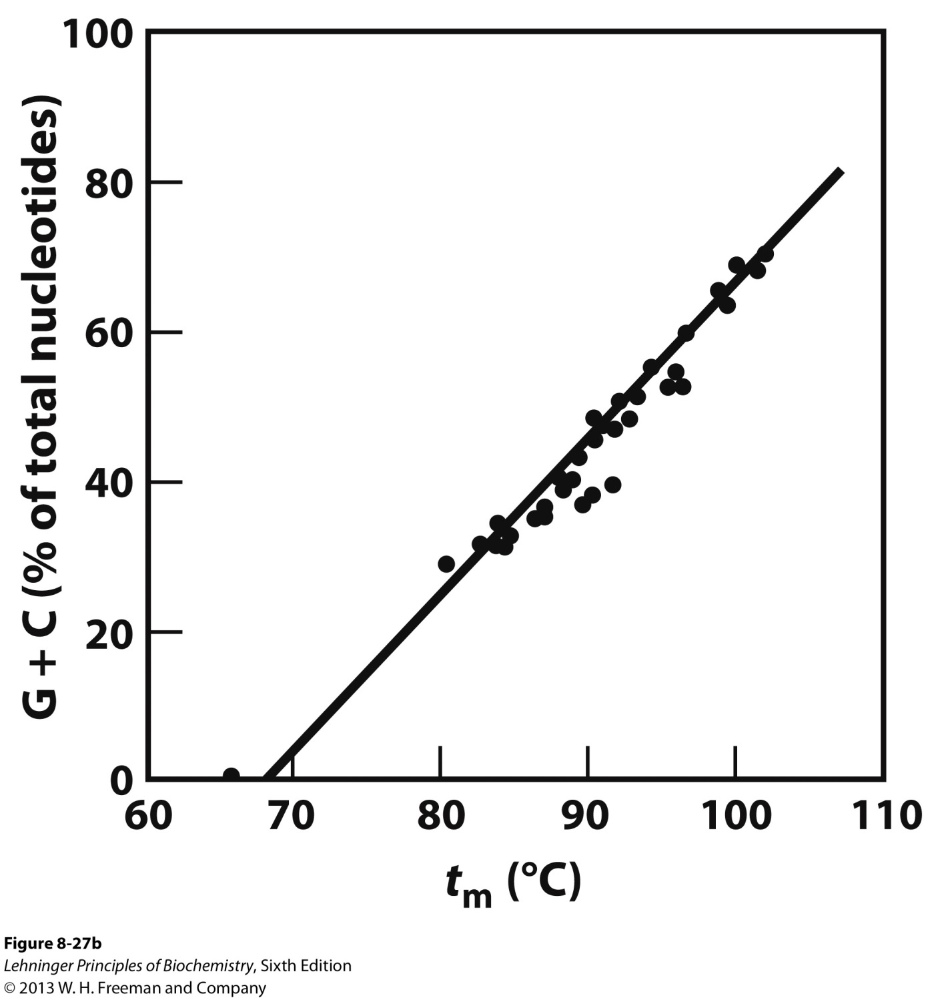 100
80
60
40
20
0
G + C (% of total nucleotides)
60 70 80 90 100 110
tm (°C)
Figure 8-27b
Lehninger Principles of Biochemistry, Sixth Edition
© 2013 W. H. Freeman and Company